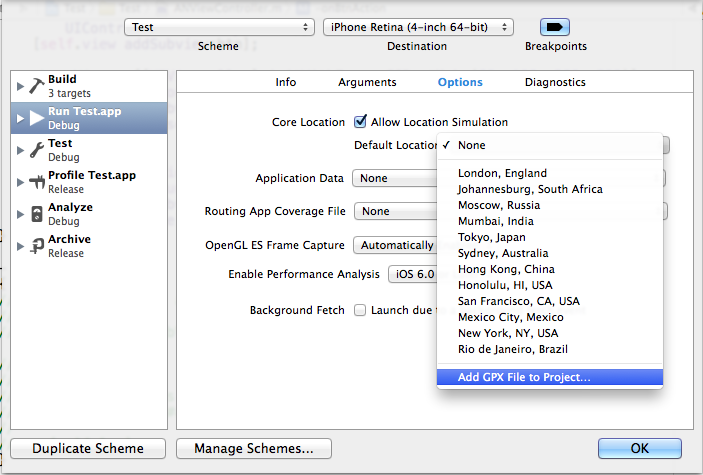 [self.view addSubview
Test
iPhone Retina (4-inch 64-bit)
Scheme
Destination
Breakpoints
Build
3 targets
Run Test.app
Debug
Test
Debug
Profile Test.app
Release
Analyze
Debug
Archive
Release
Info
Arguments
Options
Diagnostics
Core Location
Allow Location Simulation
Default Location
✓ None
London, England
Johannesburg, South Africa
Moscow, Russia
Mumbai, India
Tokyo, Japan
Sydney, Australia
Hong Kong, China
Honolulu, HI, USA
San Francisco, CA, USA
Mexico City, Mexico
New York, NY, USA
Rio de Janeiro, Brazil
Add GPX File to Project...
Application Data
None
Routing App Coverage File
None
OpenGL ES Frame Capture
Automatically
Enable Performance Analysis
iOS 6.0
Background Fetch
Launch due
Duplicate Scheme
Manage Schemes...
OK